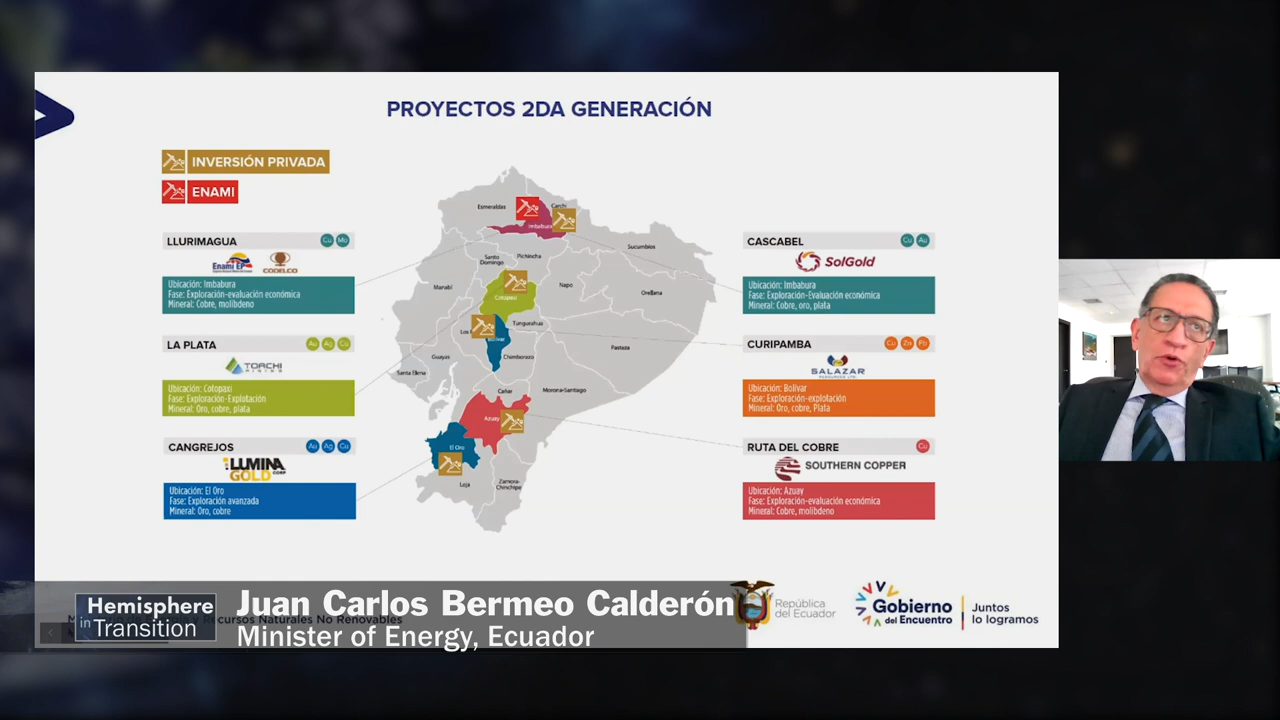 PROYECTOS 2DA GENERACIÓN
INVERSIÓN PRIVADA
ENAMI
LLURIMAGUA
Cu Mo
Enami EP
CODELCO
Ubicación: Imbabura
Fase: Exploración-evaluación económica
Mineral: Cobre, molibdeno
LA PLATA
Au Ag Cu
Ubicación: Cotopaxi
Fase: Exploración-Explotación
Mineral: Oro, cobre, plata
CANGREJOS
Au Ag Cu
LUMINA
GOLD CORP
Ubicación: El Oro
Fase: Exploración avanzada
Mineral: Oro, cobre
Esmeraldas
Carchi
Imbabura
Sucumbíos
Santo
Domingo
Pichincha
Manabí
Napo
Orellana
Cotopaxi
Los
Tungurahua
Bolívar
Pastaza
Guayas
Chimborazo
Santa Elena
Cañar
Morona-Santiago
Azuay
El Oro
Loja
Zamora-
Chinchipe
CASCABEL
Cu Au
SolGold
Ubicación: Imbabura
Fase: Exploración-Evaluación económica
Mineral: Cobre, oro, plata
CURIPAMBA
Cu Zn Pb
SALAZAR
RESOURCES LTD.
Ubicación: Bolívar
Fase: Exploración-explotación
Mineral: Oro, cobre, Plata
RUTA DEL COBRE
Cu
SOUTHERN COPPER
Ubicación: Azuay
Fase: Exploración-evaluación económica
Mineral: Cobre, molibdeno
Hemisphere
in Transition
Juan Carlos Bermeo Calderón
Minister of Energy, Ecuador
Recursos Naturales No Renovables
República
del Ecuador
Gobierno
del Encuentro
Juntos
lo logramos